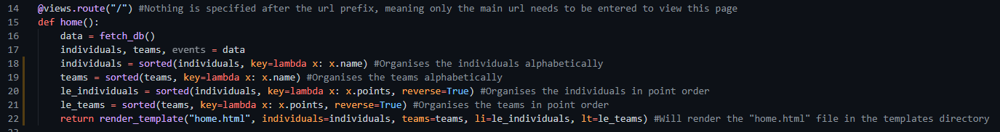 14 @views.route("/") #Nothing is specified after the url prefix, meaning only the main url needs to be entered to view this page
15 def home():
16     data = fetch_db()
17     individuals, teams, events = data
18     individuals = sorted(individuals, key=lambda x: x.name) #Organises the individuals alphabetically
19     teams = sorted(teams, key=lambda x: x.name) #Organises the teams alphabetically
20     le_individuals = sorted(individuals, key=lambda x: x.points, reverse=True) #Organises the individuals in point order
21     le_teams = sorted(teams, key=lambda x: x.points, reverse=True) #Organises the teams in point order
22     return render_template("home.html", individuals=individuals, teams=teams, li=le_individuals, lt=le_teams) #Will render the "home.html" file in the templates directory